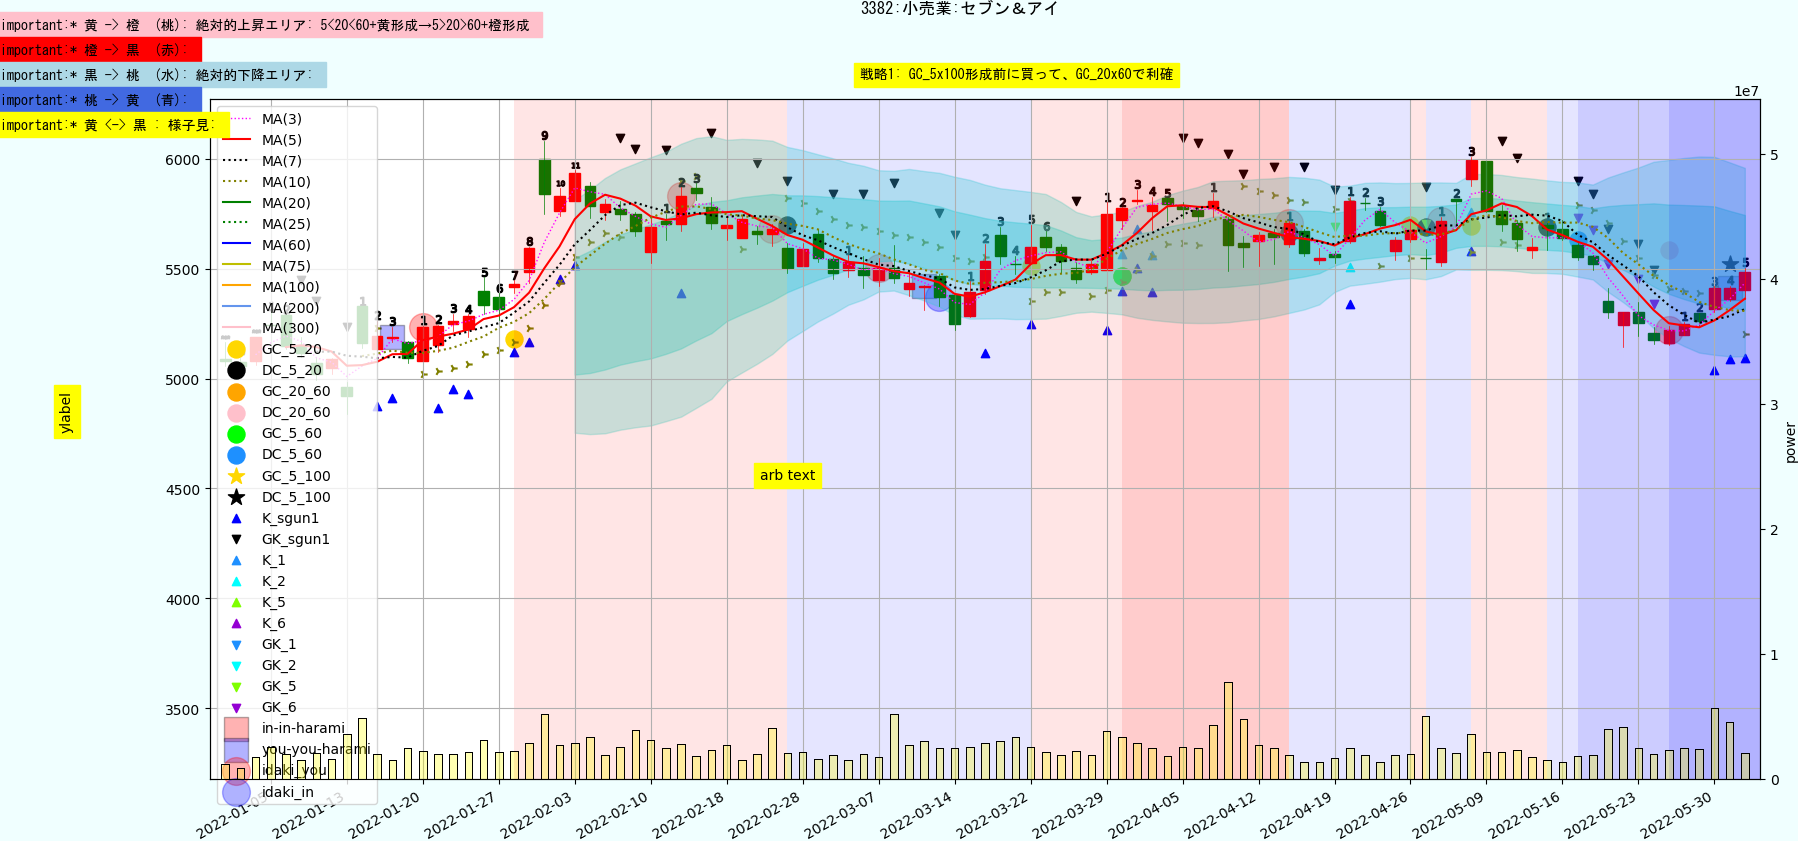 3382:小売業:セブン＆アイ
important:* 黄 -> 橙 (桃): 絶対的上昇エリア: 5<20<60+黄形成→5>20>60+橙形成
important:* 橙 -> 黒 (赤):
important:* 黒 -> 桃 (水): 絶対的下降エリア:
戦略1: GC_5x100形成前に買って、GC_20x60で利確
important:* 桃 -> 黄 (青):
important:* 黄 <-> 黒 : 様子見:
1e7
MA(3)
MA(5)
MA(7)
MA(10)
MA(20)
MA(25)
MA(60)
MA(75)
MA(100)
MA(200)
MA(300)
GC_5_20
DC_5_20
GC_20_60
DC_20_60
GC_5_60
DC_5_60
GC_5_100
DC_5_100
K_sgun1
GK_sgun1
K_1
K_2
K_5
K_6
GK_1
GK_2
GK_5
GK_6
in-in-harami
you-you-harami
idaki_you
idaki_in
6000
5500
5000
4500
4000
3500
ylabel
arb text
5
4
3
2
1
0
power
2022-01-05
2022-01-13
2022-01-20
2022-01-27
2022-02-03
2022-02-10
2022-02-18
2022-02-28
2022-03-07
2022-03-14
2022-03-22
2022-03-29
2022-04-05
2022-04-12
2022-04-19
2022-04-26
2022-05-09
2022-05-16
2022-05-23
2022-05-30